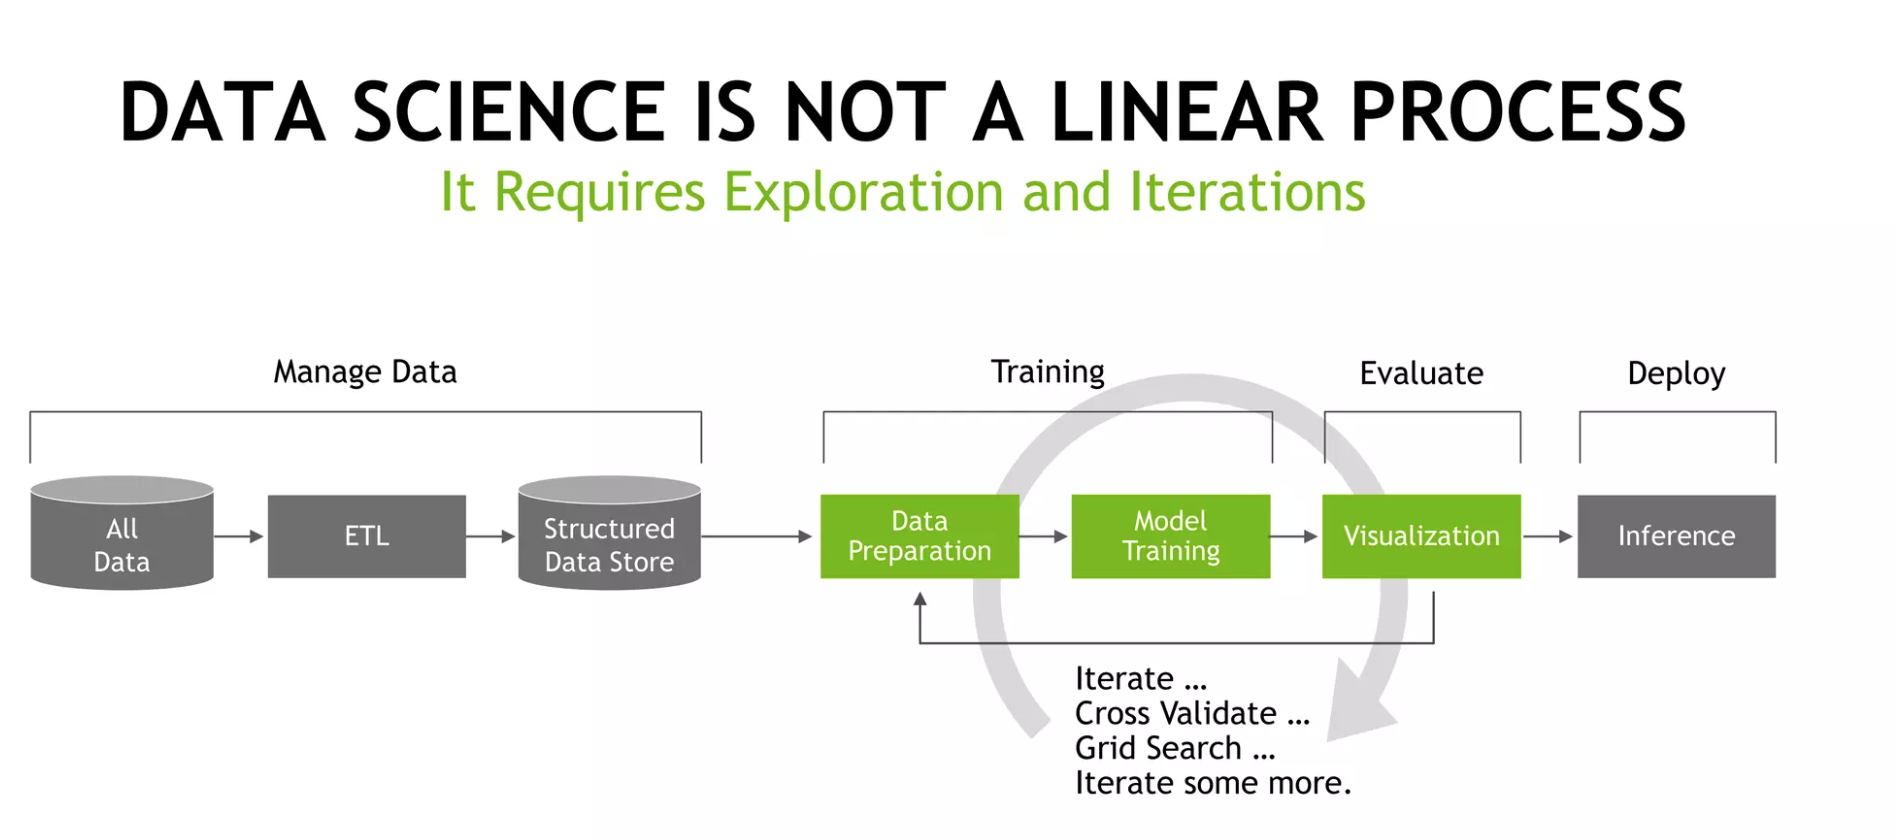 DATA SCIENCE IS NOT A LINEAR PROCESS
It Requires Exploration and Iterations
Manage Data
Training
Evaluate
Deploy
All
Data
ETL
Structured
Data Store
Data
Preparation
Model
Training
Visualization
Inference
Iterate ...
Cross Validate ...
Grid Search ...
Iterate some more.